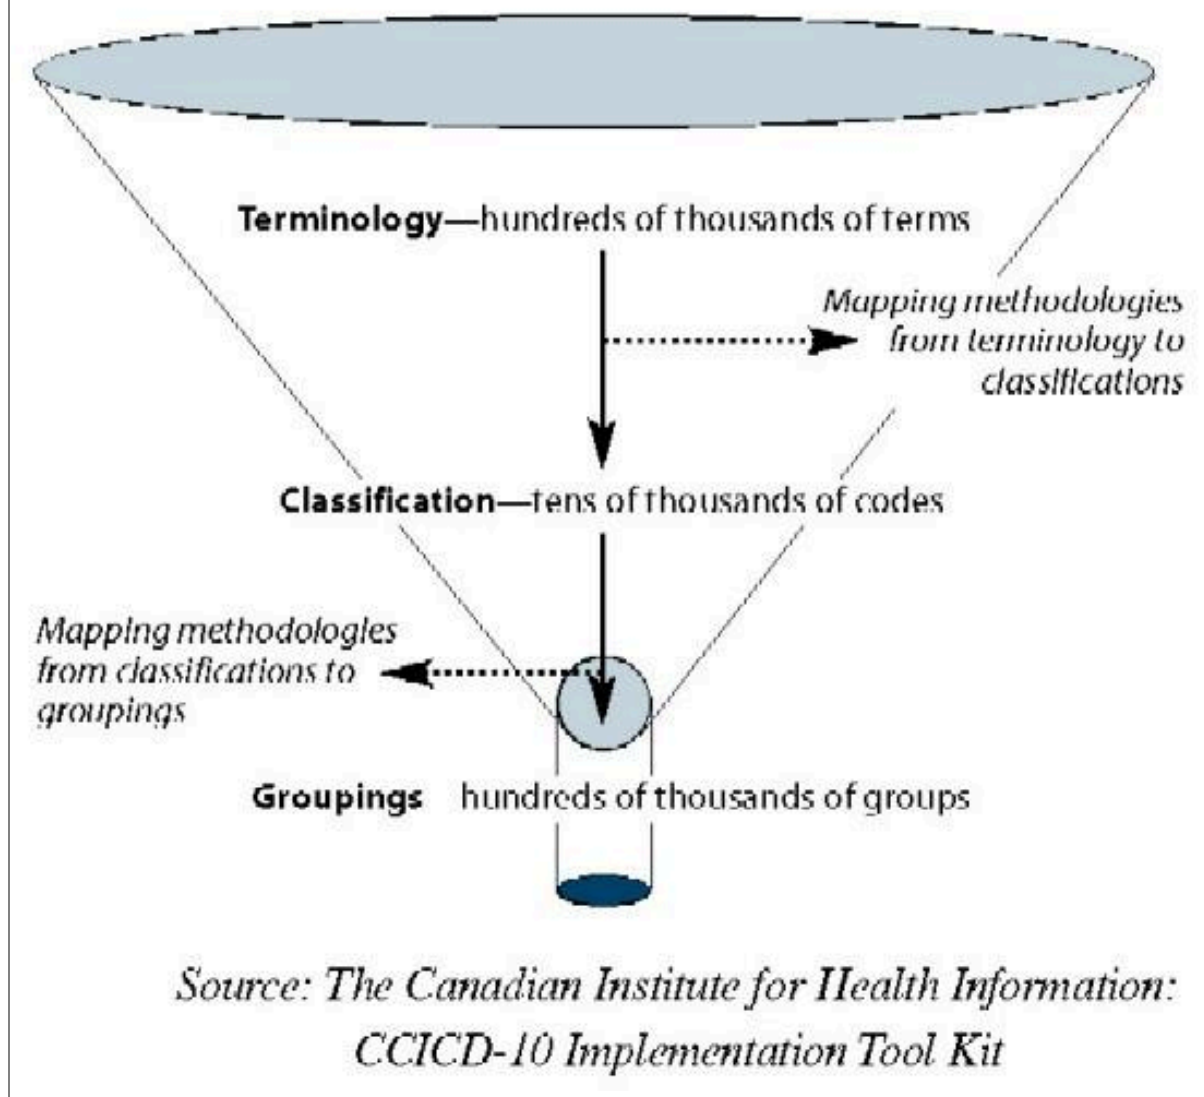 Terminology—hundreds of thousands of terms
Mapping methodologies
from terminology to
classifications
Classification—tens of thousands of codes
Mapping methodologies
from classifications to
groupings
Groupings hundreds of thousands of groups
Source: The Canadian Institute for Health Information:
CCICD-10 Implementation Tool Kit